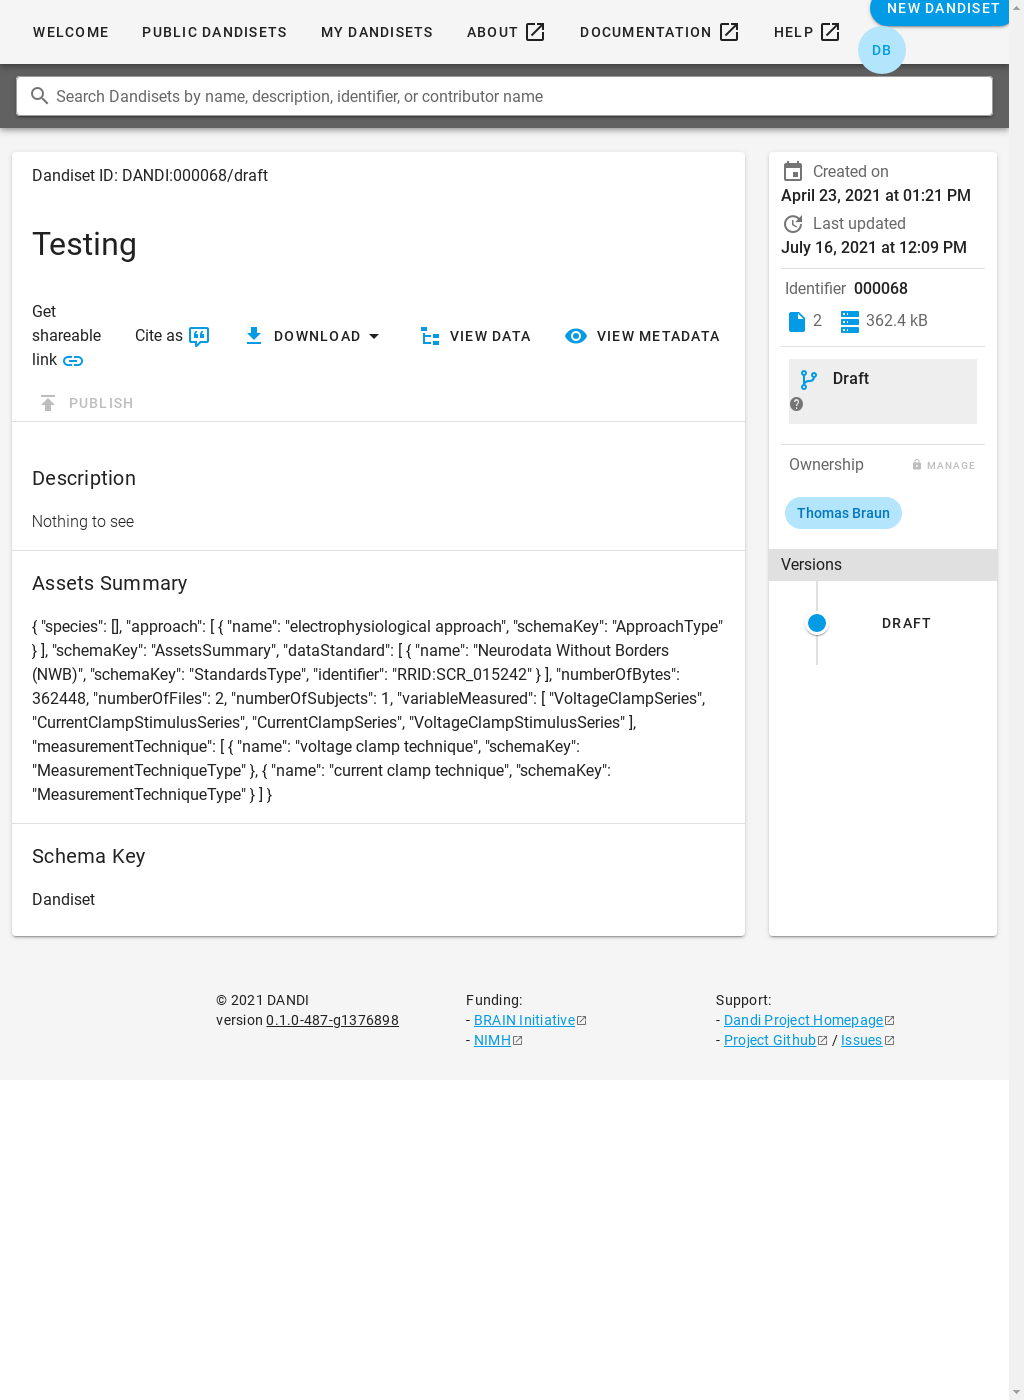 NEW DANDISET
WELCOME
PUBLIC DANDISETS
MY DANDISETS
ABOUT
DOCUMENTATION
HELP
DB
Search Dandisets by name, description, identifier, or contributor name
Dandiset ID: DANDI:000068/draft
Testing
Get
shareable
link
Cite as
DOWNLOAD
VIEW DATA
VIEW METADATA
PUBLISH
Description
Nothing to see
Assets Summary
{ "species": [], "approach": [ { "name": "electrophysiological approach", "schemaKey": "ApproachType"
} ], "schemaKey": "AssetsSummary", "dataStandard": [ { "name": "Neurodata Without Borders
(NWB)", "schemaKey": "StandardsType", "identifier": "RRID:SCR_015242" } ], "numberOfBytes":
362448, "numberOfFiles": 2, "numberOfSubjects": 1, "variableMeasured": [ "VoltageClampSeries",
"CurrentClampStimulusSeries", "CurrentClampSeries", "VoltageClampStimulusSeries" ],
"measurementTechnique": [ { "name": "voltage clamp technique", "schemaKey":
"MeasurementTechniqueType" }, { "name": "current clamp technique", "schemaKey":
"MeasurementTechniqueType" } ] }
Schema Key
Dandiset
Created on
April 23, 2021 at 01:21 PM
Last updated
July 16, 2021 at 12:09 PM
Identifier 000068
2 362.4 kB
Draft
Ownership
MANAGE
Thomas Braun
Versions
DRAFT
© 2021 DANDI
version 0.1.0-487-g1376898
Funding:
- BRAIN Initiative
- NIMH
Support:
- Dandi Project Homepage
- Project Github / Issues